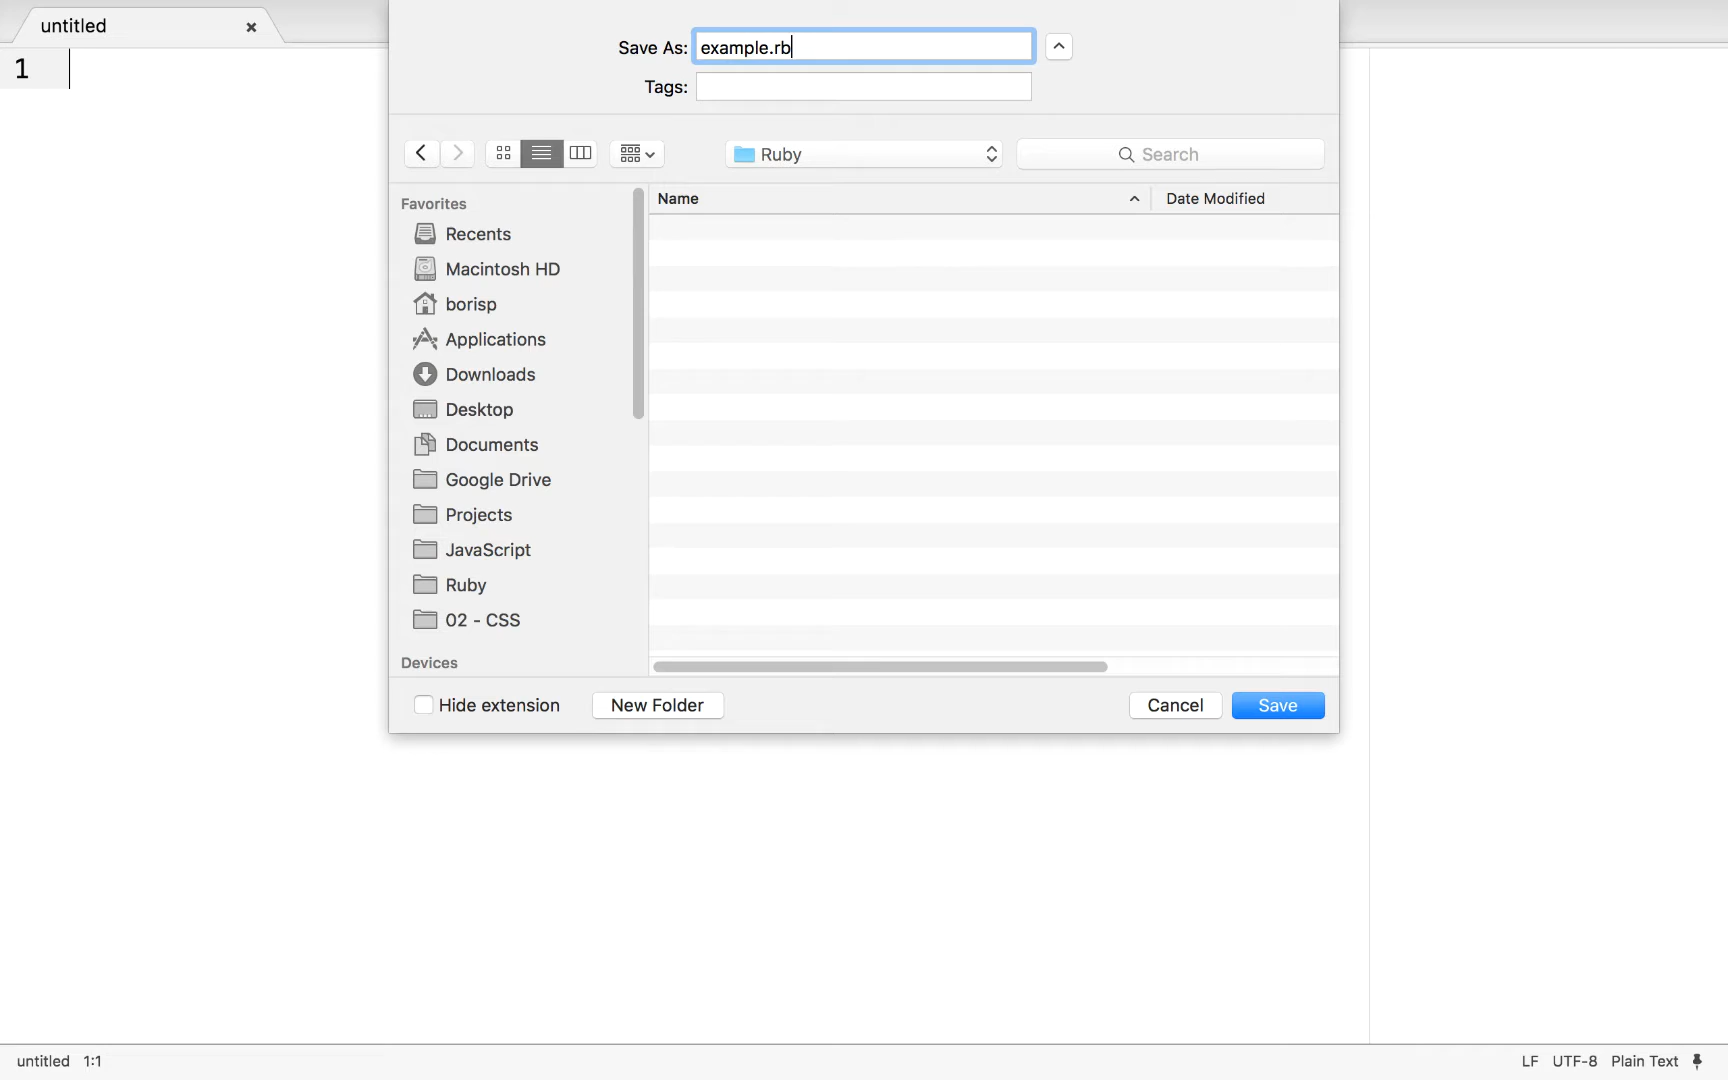 untitled
1
Save As: example.rb
Tags:
Ruby
Search
Name Date Modified
Favorites
Recents
Macintosh HD
borisp
Applications
Downloads
Desktop
Documents
Google Drive
Projects
JavaScript
Ruby
02 - CSS
Devices
Hide extension New Folder Cancel Save
untitled 1:1 LF UTF-8 Plain Text